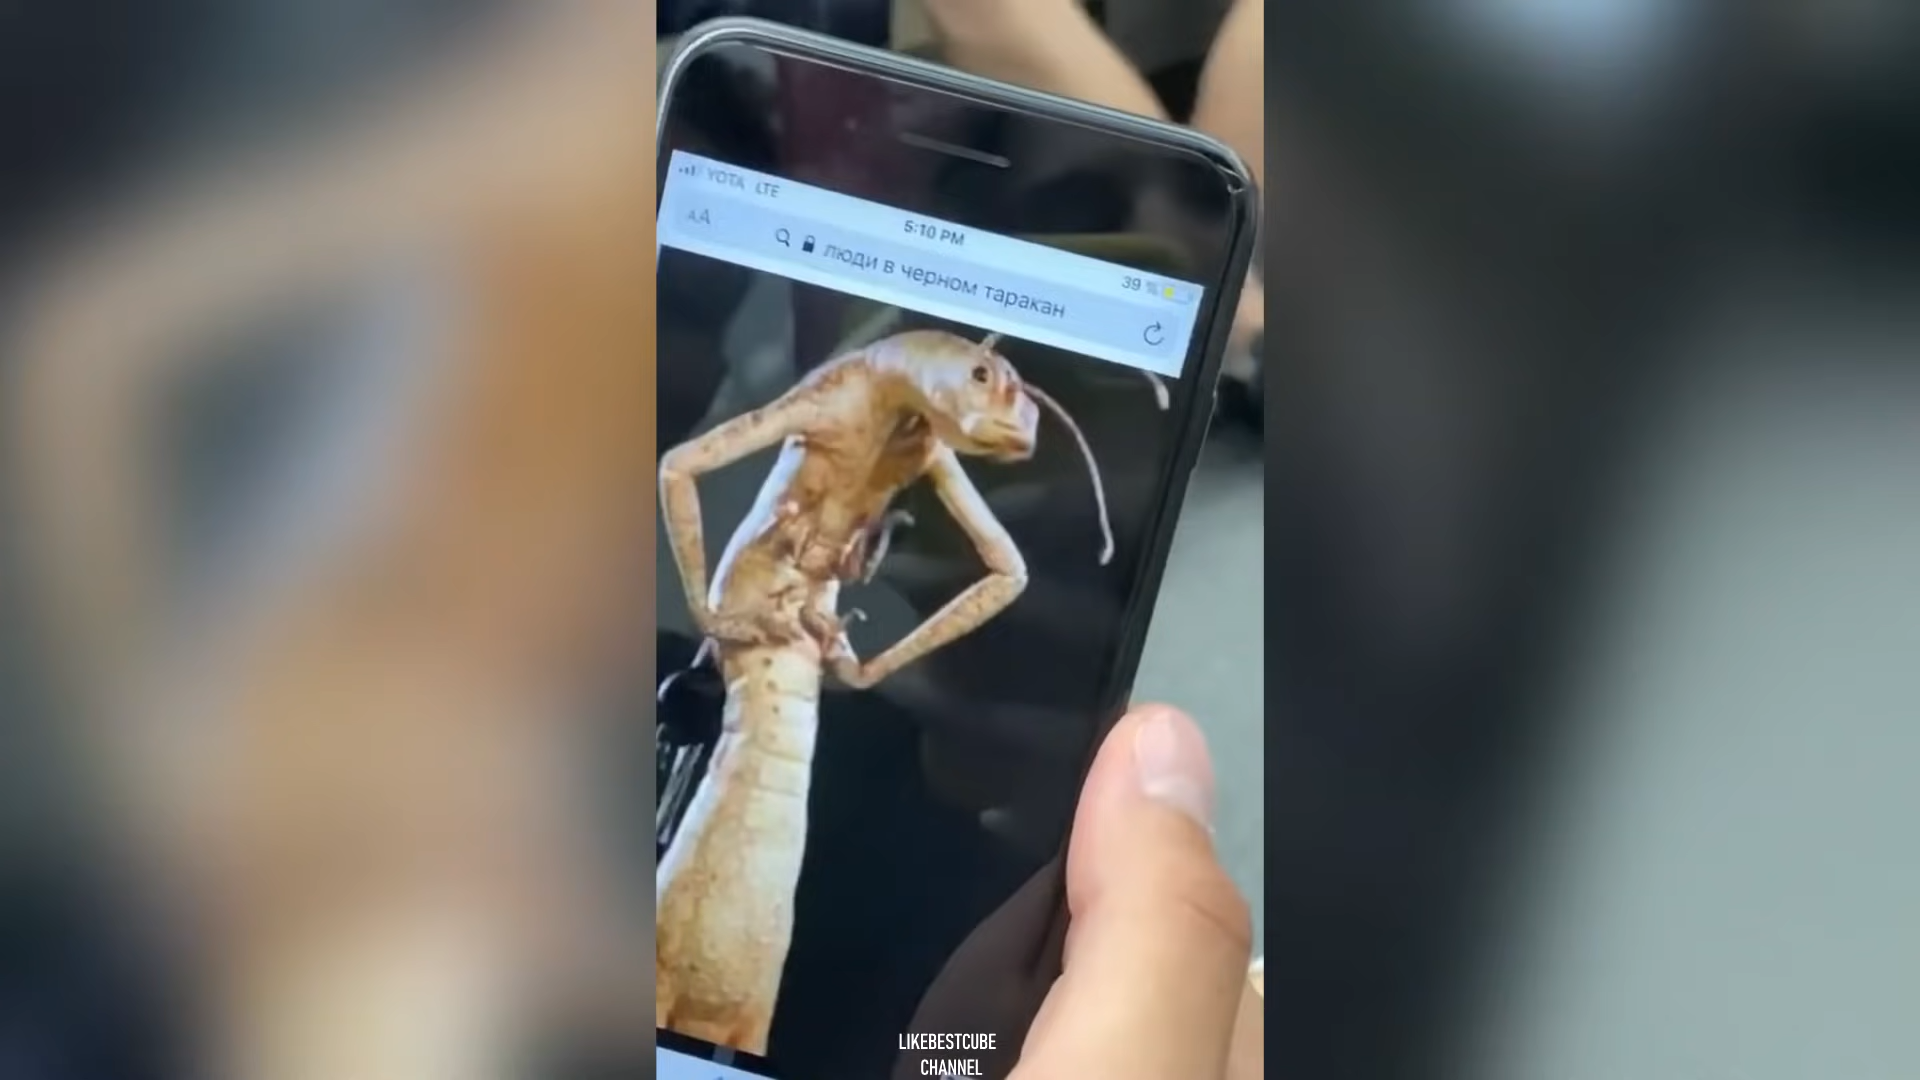 YOTA LTE
5:10 PM
39 %
AA
люди в черном таракан
LIKEBESTCUBE
CHANNEL